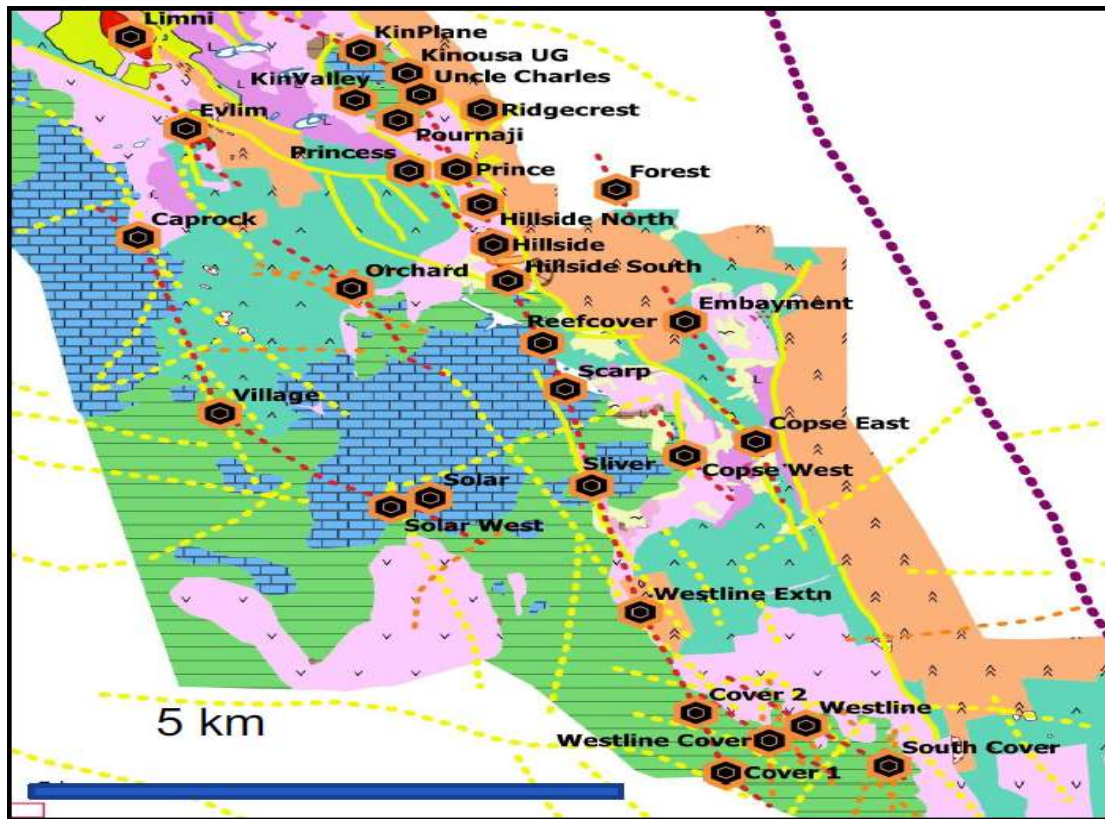 Limni
KinPlane
Kinousa UG
KinValley
Uncle Charles
Evlim
Ridgecrest
Pournaji
Princess
Prince
Forest
Caprock
Hillside North
Hillside
Orchard
Hillside South
Embayment
Reefcover
Scarp
Village
Copse East
Sliver
Copse West
Solar
Solar West
Westline Extn
Cover 2
Westline
5 km
Westline Cover
South Cover
Cover 1